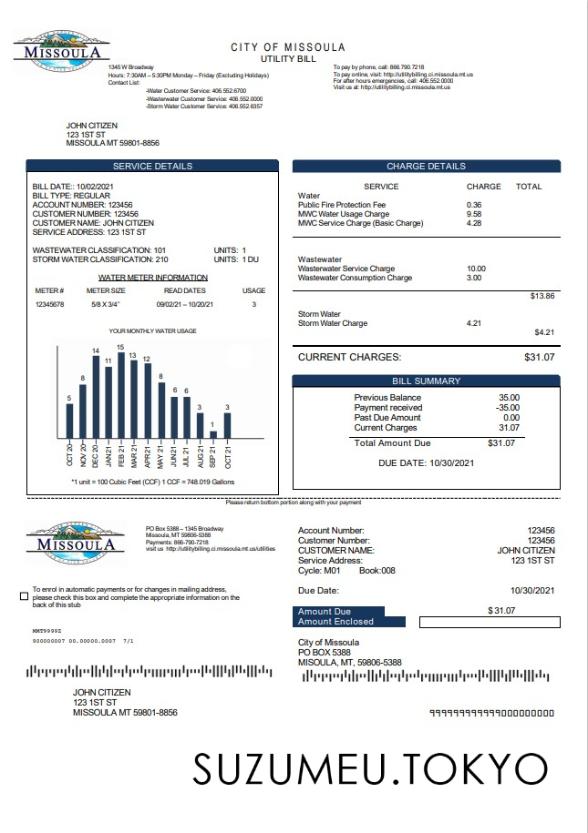 MISSOULA
CITY OF MISSOULA
UTILITY BILL
1345 W Broadway
Hours: 7:30AM – 5:30PM Monday – Friday (Excluding Holidays)
Contact List:
-Water Customer Service: 406.552.6700
-Wastewater Customer Service: 406.552.6000
-Storm Water Customer Service: 406.552.6357
To pay by phone, call: 866.790.7218
To pay online, visit: http://utilitybilling.ci.missoula.mt.us
For after hours emergencies, call: 406.552.0000
Visit us at: http://utilitybilling.ci.missoula.mt.us
JOHN CITIZEN
123 1ST ST
MISSOULA MT 59801-8856
SERVICE DETAILS
BILL DATE:: 10/02/2021
BILL TYPE: REGULAR
ACCOUNT NUMBER: 123456
CUSTOMER NUMBER: 123456
CUSTOMER NAME: JOHN CITIZEN
SERVICE ADDRESS: 123 1ST ST
WASTEWATER CLASSIFICATION: 101 UNITS: 1
STORM WATER CLASSIFICATION: 210 UNITS: 1 DU
WATER METER INFORMATION
METER # METER SIZE READ DATES USAGE
12345678 5/8 X 3/4" 09/02/21 – 10/20/21 3
YOUR MONTHLY WATER USAGE
5 8 14 11 15 13 12 8 6 6 3 1 3
OCT 20 NOV 20 DEC 20 JAN 21 FEB 21 MAR 21 APR 21 MAY 21 JUN 21 JUL 21 AUG 21 SEP 21 OCT 21
*1 unit = 100 Cubic Feet (CCF) 1 CCF = 748.019 Gallons
CHARGE DETAILS
SERVICE CHARGE TOTAL
Water
Public Fire Protection Fee 0.36
MWC Water Usage Charge 9.58
MWC Service Charge (Basic Charge) 4.28
Wastewater
Wastewater Service Charge 10.00
Wastewater Consumption Charge 3.00
$13.86
Storm Water
Storm Water Charge 4.21
$4.21
CURRENT CHARGES: $31.07
BILL SUMMARY
Previous Balance 35.00
Payment received -35.00
Past Due Amount 0.00
Current Charges 31.07
Total Amount Due $31.07
DUE DATE: 10/30/2021
Please return bottom portion along with your payment
MISSOULA
PO Box 5388 – 1345 Broadway
Missoula, MT 59806-5388
Payments: 866-790-7218
visit us http://utilitybilling.ci.missoula.mt.us/utilities
To enrol in automatic payments or for changes in mailing address,
please check this box and complete the appropriate information on the
back of this stub
MMT9999Z
900000007 00.00000.0007 7/1
JOHN CITIZEN
123 1ST ST
MISSOULA MT 59801-8856
Account Number: 123456
Customer Number: 123456
CUSTOMER NAME: JOHN CITIZEN
Service Address: 123 1ST ST
Cycle: M01 Book:008
Due Date: 10/30/2021
Amount Due $ 31.07
Amount Enclosed
City of Missoula
PO BOX 5388
MISOULA, MT, 59806-5388
9999999999999000000000
SUZUMEU.TOKYO